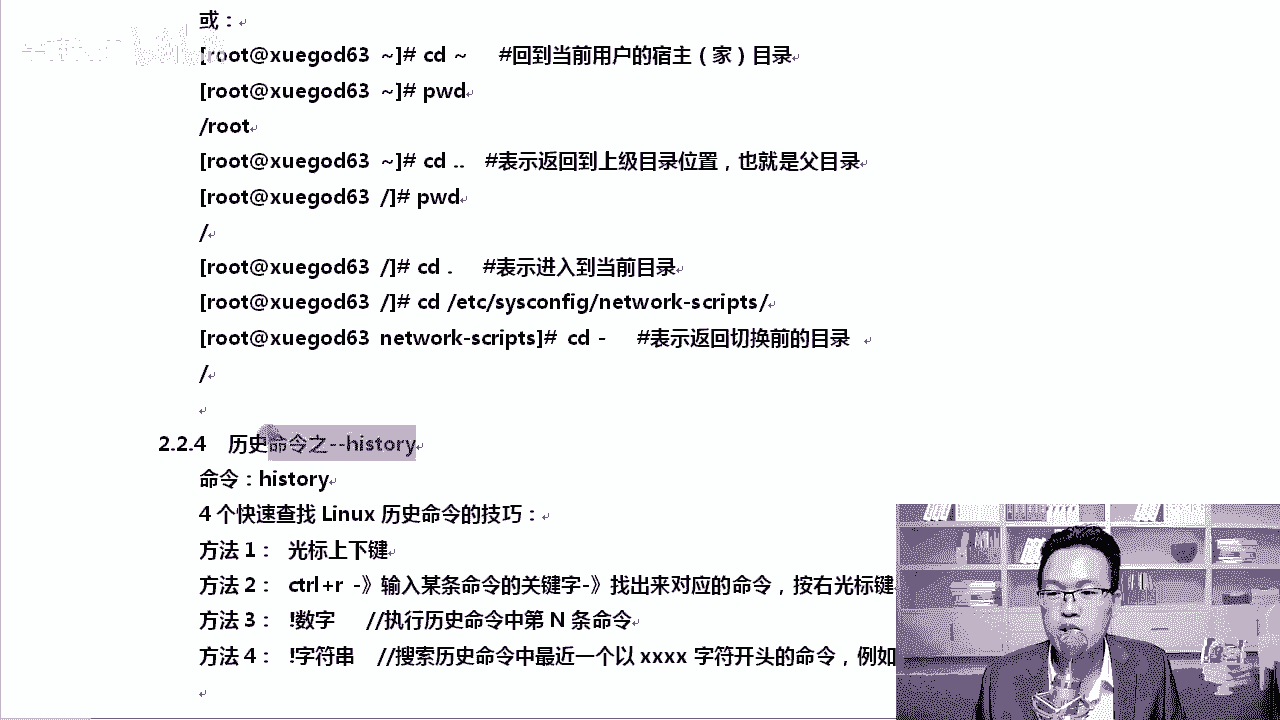 或：
[root@xuegod63 ~]# cd ~ #回到当前用户的宿主（家）目录
[root@xuegod63 ~]# pwd
/root
[root@xuegod63 ~]# cd .. #表示返回到上级目录位置，也就是父目录
[root@xuegod63 /]# pwd
/
[root@xuegod63 /]# cd . #表示进入到当前目录
[root@xuegod63 /]# cd /etc/sysconfig/network-scripts/
[root@xuegod63 network-scripts]# cd - #表示返回切换前的目录
/
2.2.4 历史命令之--history
命令：history
4 个快速查找 Linux 历史命令的技巧：
方法 1： 光标上下键
方法 2： ctrl+r -》输入某条命令的关键字-》找出来对应的命令，按右光标键
方法 3： !数字 //执行历史命令中第 N 条命令
方法 4： !字符串 //搜索历史命令中最近一个以 xxxx 字符开头的命令，例如